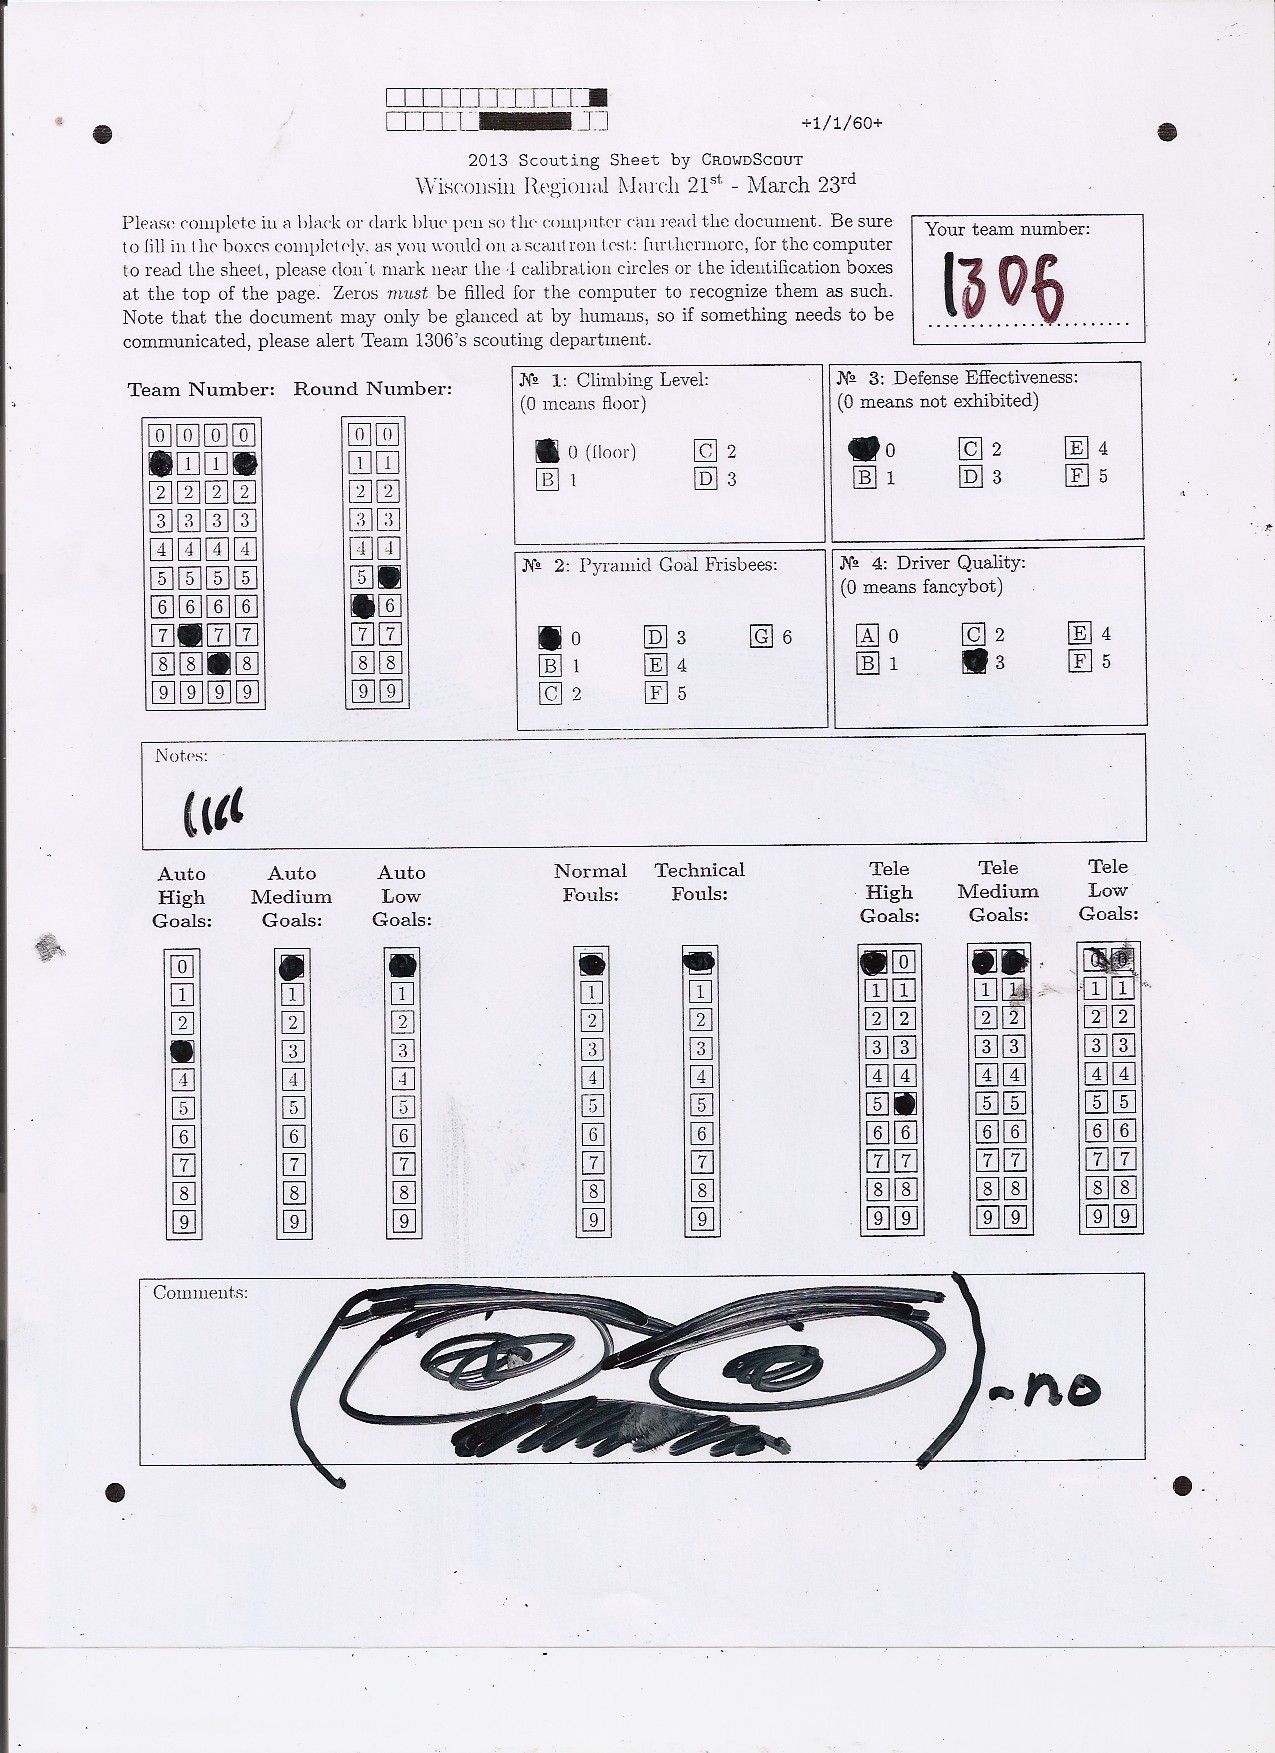 +1/1/60+
2013 Scouting Sheet by CROWDSCOUT
Wisconsin Regional March 21st - March 23rd
Please complete in a black or dark blue pen so the computer can read the document. Be sure
to fill in the boxes completely, as you would on a scantron test; furthermore, for the computer
to read the sheet, please don't mark near the 4 calibration circles or the identification boxes
at the top of the page. Zeros must be filled for the computer to recognize them as such.
Note that the document may only be glanced at by humans, so if something needs to be
communicated, please alert Team 1306's scouting department.
Your team number:
1306
Team Number: Round Number:
0 0 0 0 0 0
1 1 1 1
2 2 2 2 2 2
3 3 3 3 3 3
4 4 4 4 4 4
5 5 5 5 5
6 6 6 6 6
7 7 7 7 7
8 8 8 8 8
9 9 9 9 9 9
№ 1: Climbing Level:
(0 means floor)
0 (floor) C 2
B 1 D 3
№ 3: Defense Effectiveness:
(0 means not exhibited)
0 C 2 E 4
B 1 D 3 F 5
№ 2: Pyramid Goal Frisbees:
0 D 3 G 6
B 1 E 4
C 2 F 5
№ 4: Driver Quality:
(0 means fancybot)
A 0 C 2 E 4
B 1 3 F 5
Notes:
Auto High Goals:
0
1
2
4
5
6
7
8
9
Auto Medium Goals:
1
2
3
4
5
6
7
8
9
Auto Low Goals:
1
2
3
4
5
6
7
8
9
Normal Fouls:
1
2
3
4
5
6
7
8
9
Technical Fouls:
1
2
3
4
5
6
7
8
9
Tele High Goals:
0
1 1
2 2
3 3
4 4
5
6 6
7 7
8 8
9 9
Tele Medium Goals:
1 1
2 2
3 3
4 4
5 5
6 6
7 7
8 8
9 9
Tele Low Goals:
0 0
1 1
2 2
3 3
4 4
5 5
6 6
7 7
8 8
9 9
Comments:
-no